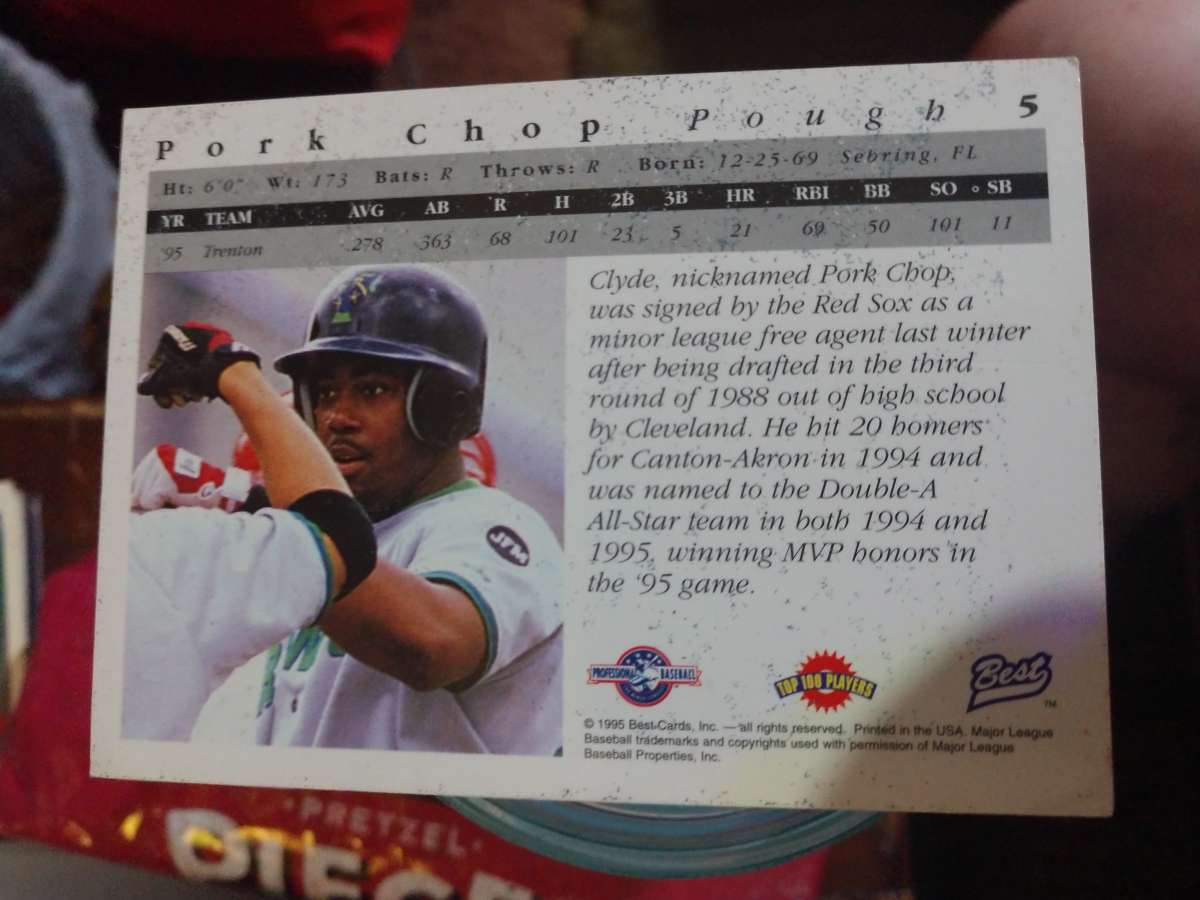 Pork Chop Pough 5
Ht: 6'0" Wt: 173 Bats: R Throws: R Born: 12-25-69 Sebring, FL
YR TEAM AVG AB R H 2B 3B HR RBI BB SO SB
'95 Trenton .278 363 68 101 23 5 21 69 50 101 11
Clyde, nicknamed Pork Chop,
was signed by the Red Sox as a
minor league free agent last winter
after being drafted in the third
round of 1988 out of high school
by Cleveland. He hit 20 homers
for Canton-Akron in 1994 and
was named to the Double-A
All-Star team in both 1994 and
1995, winning MVP honors in
the '95 game.
JTM
PROFESSIONAL BASEBALL
TOP 100 PLAYERS
Best TM
© 1995 Best Cards, Inc. — all rights reserved. Printed in the USA. Major League
Baseball trademarks and copyrights used with permission of Major League
Baseball Properties, Inc.
PRETZEL